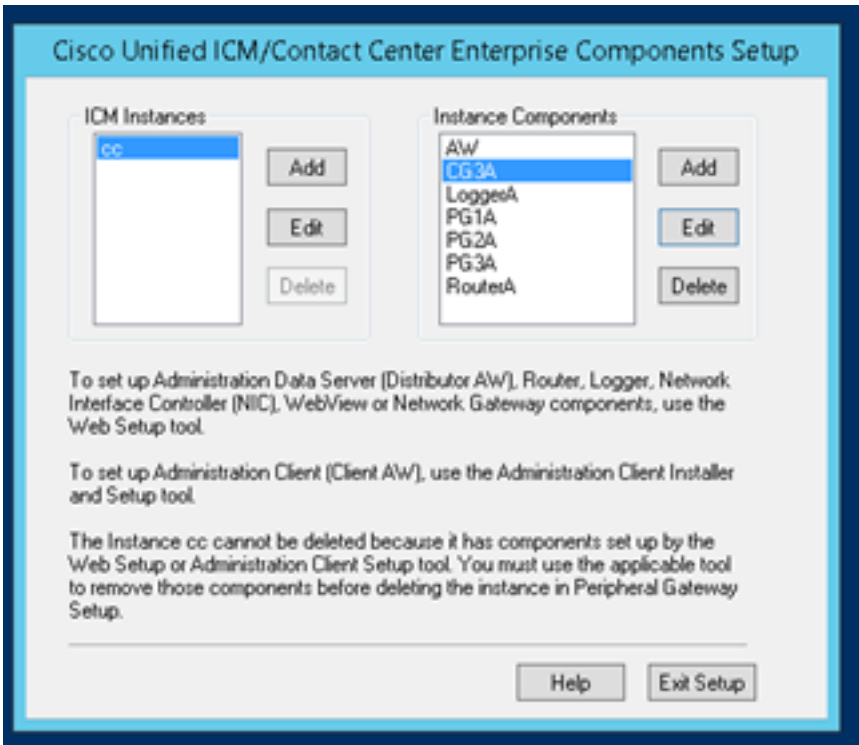 Cisco Unified ICM/Contact Center Enterprise Components Setup
ICM Instances
cc
Add
Edit
Delete
Instance Components
AW
CG3A
LoggerA
PG1A
PG2A
PG3A
RouterA
Add
Edit
Delete
To set up Administration Data Server (Distributor AW), Router, Logger, Network
Interface Controller (NIC), WebView or Network Gateway components, use the
Web Setup tool.
To set up Administration Client (Client AW), use the Administration Client Installer
and Setup tool.
The Instance cc cannot be deleted because it has components set up by the
Web Setup or Administration Client Setup tool. You must use the applicable tool
to remove those components before deleting the instance in Peripheral Gateway
Setup.
Help
Exit Setup